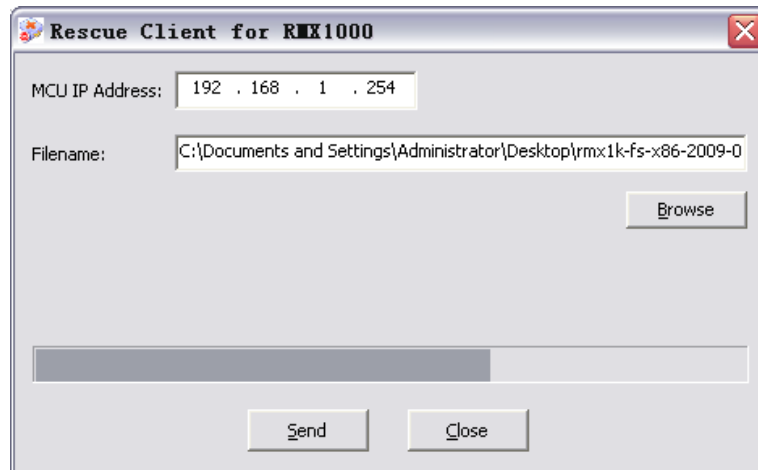 Rescue Client for RMX1000
MCU IP Address: 192 . 168 . 1 . 254
Filename: C:\Documents and Settings\Administrator\Desktop\rmx1k-fs-x86-2009-0
Browse
Send Close